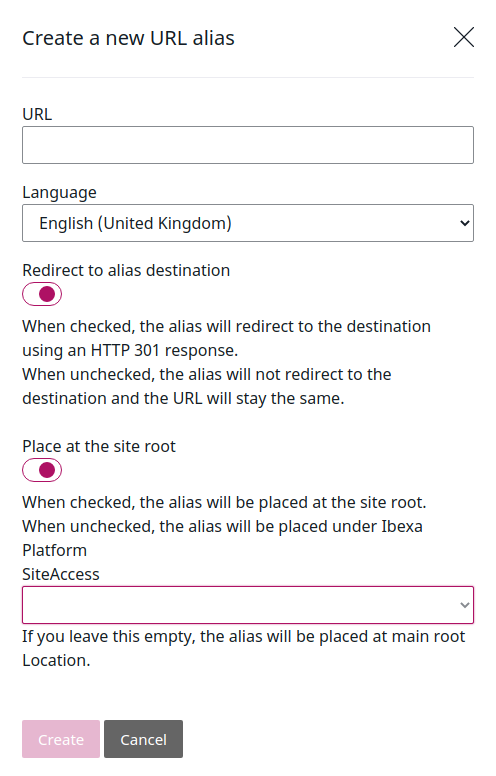 Create a new URL alias
URL
Language
English (United Kingdom)
Redirect to alias destination
When checked, the alias will redirect to the destination
using an HTTP 301 response.
When unchecked, the alias will not redirect to the
destination and the URL will stay the same.
Place at the site root
When checked, the alias will be placed at the site root.
When unchecked, the alias will be placed under Ibexa
Platform
SiteAccess
If you leave this empty, the alias will be placed at main root
Location.
Create Cancel